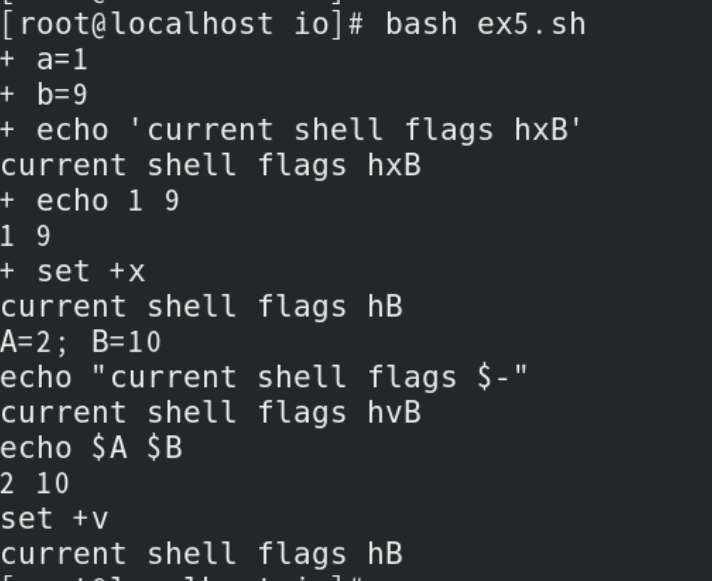 [root@localhost io]# bash ex5.sh
+ a=1
+ b=9
+ echo 'current shell flags hxB'
current shell flags hxB
+ echo 1 9
1 9
+ set +x
current shell flags hB
A=2; B=10
echo "current shell flags $-"
current shell flags hvB
echo $A $B
2 10
set +v
current shell flags hB